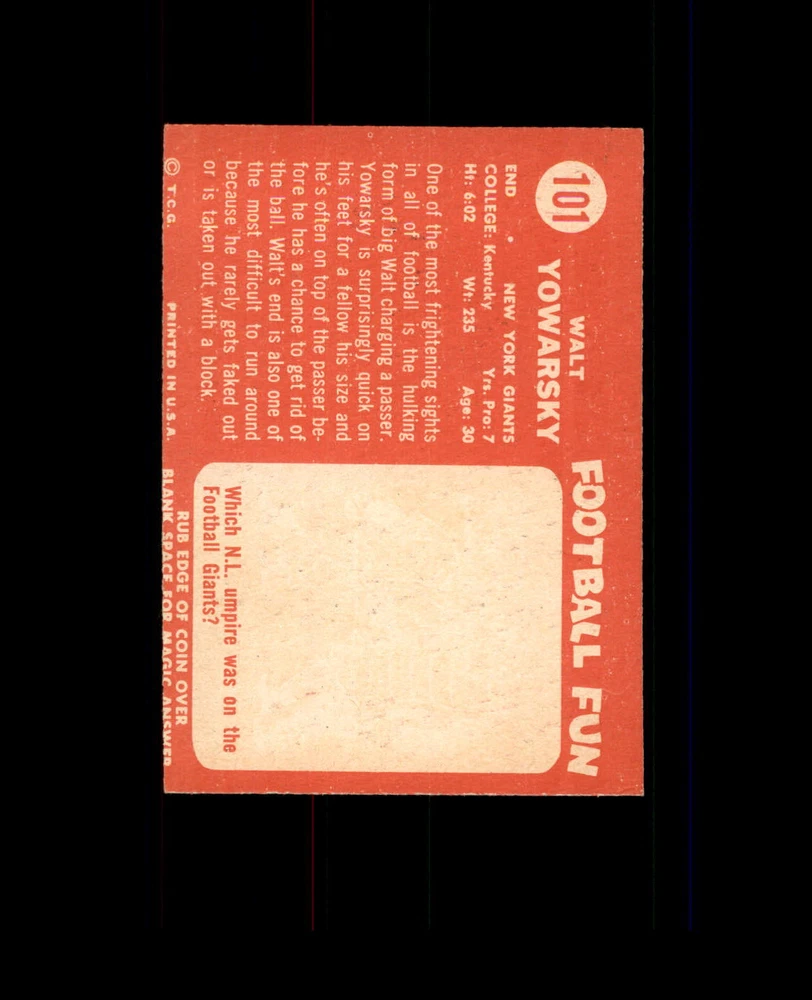 101
WALT
YOWARSKY
END NEW YORK GIANTS
COLLEGE: Kentucky Yrs. Pro: 7
Ht: 6:02 Wt: 235 Age: 30
One of the most frightening sights
in all of football is the hulking
form of big Walt charging a passer.
Yowarsky is surprisingly quick on
his feet for a fellow his size and
he's often on top of the passer be-
fore he has a chance to get rid of
the ball. Walt's end is also one of
the most difficult to run around
because he rarely gets faked out
or is taken out with a block.
© T.C.G. PRINTED IN U.S.A.
FOOTBALL FUN
Which N.L. umpire was on the
Football Giants?
RUB EDGE OF COIN OVER
BLANK SPACE FOR MAGIC ANSWER